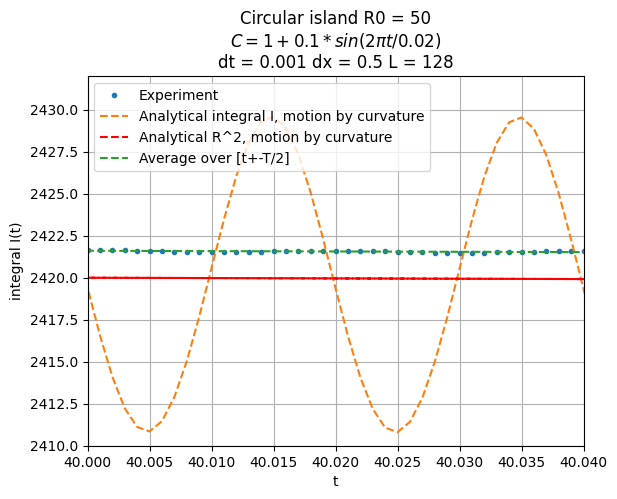 Circular island R0 = 50
C = 1 + 0.1 * sin(2πt/0.02)
dt = 0.001 dx = 0.5 L = 128
Experiment
Analytical integral I, motion by curvature
Analytical R^2, motion by curvature
Average over [t+-T/2]
integral I(t)
2430.0
2427.5
2425.0
2422.5
2420.0
2417.5
2415.0
2412.5
2410.0
40.000 40.005 40.010 40.015 40.020 40.025 40.030 40.035 40.040
t